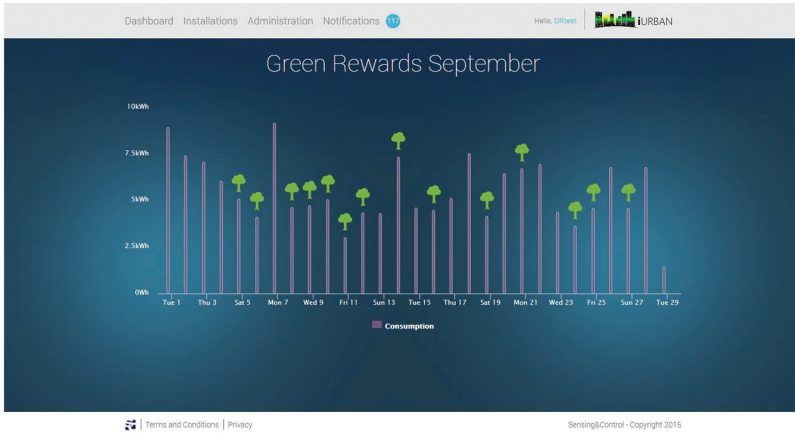 Dashboard Installations Administration Notifications 117
Hello, DRtest iURBAN
Green Rewards September
10kWh
7.5kWh
5kWh
2.5kWh
0Wh
Tue 1 Thu 3 Sat 5 Mon 7 Wed 9 Fri 11 Sun 13 Tue 15 Thu 17 Sat 19 Mon 21 Wed 23 Fri 25 Sun 27 Tue 29
Consumption
Terms and Conditions | Privacy
Sensing&Control - Copyright 2015